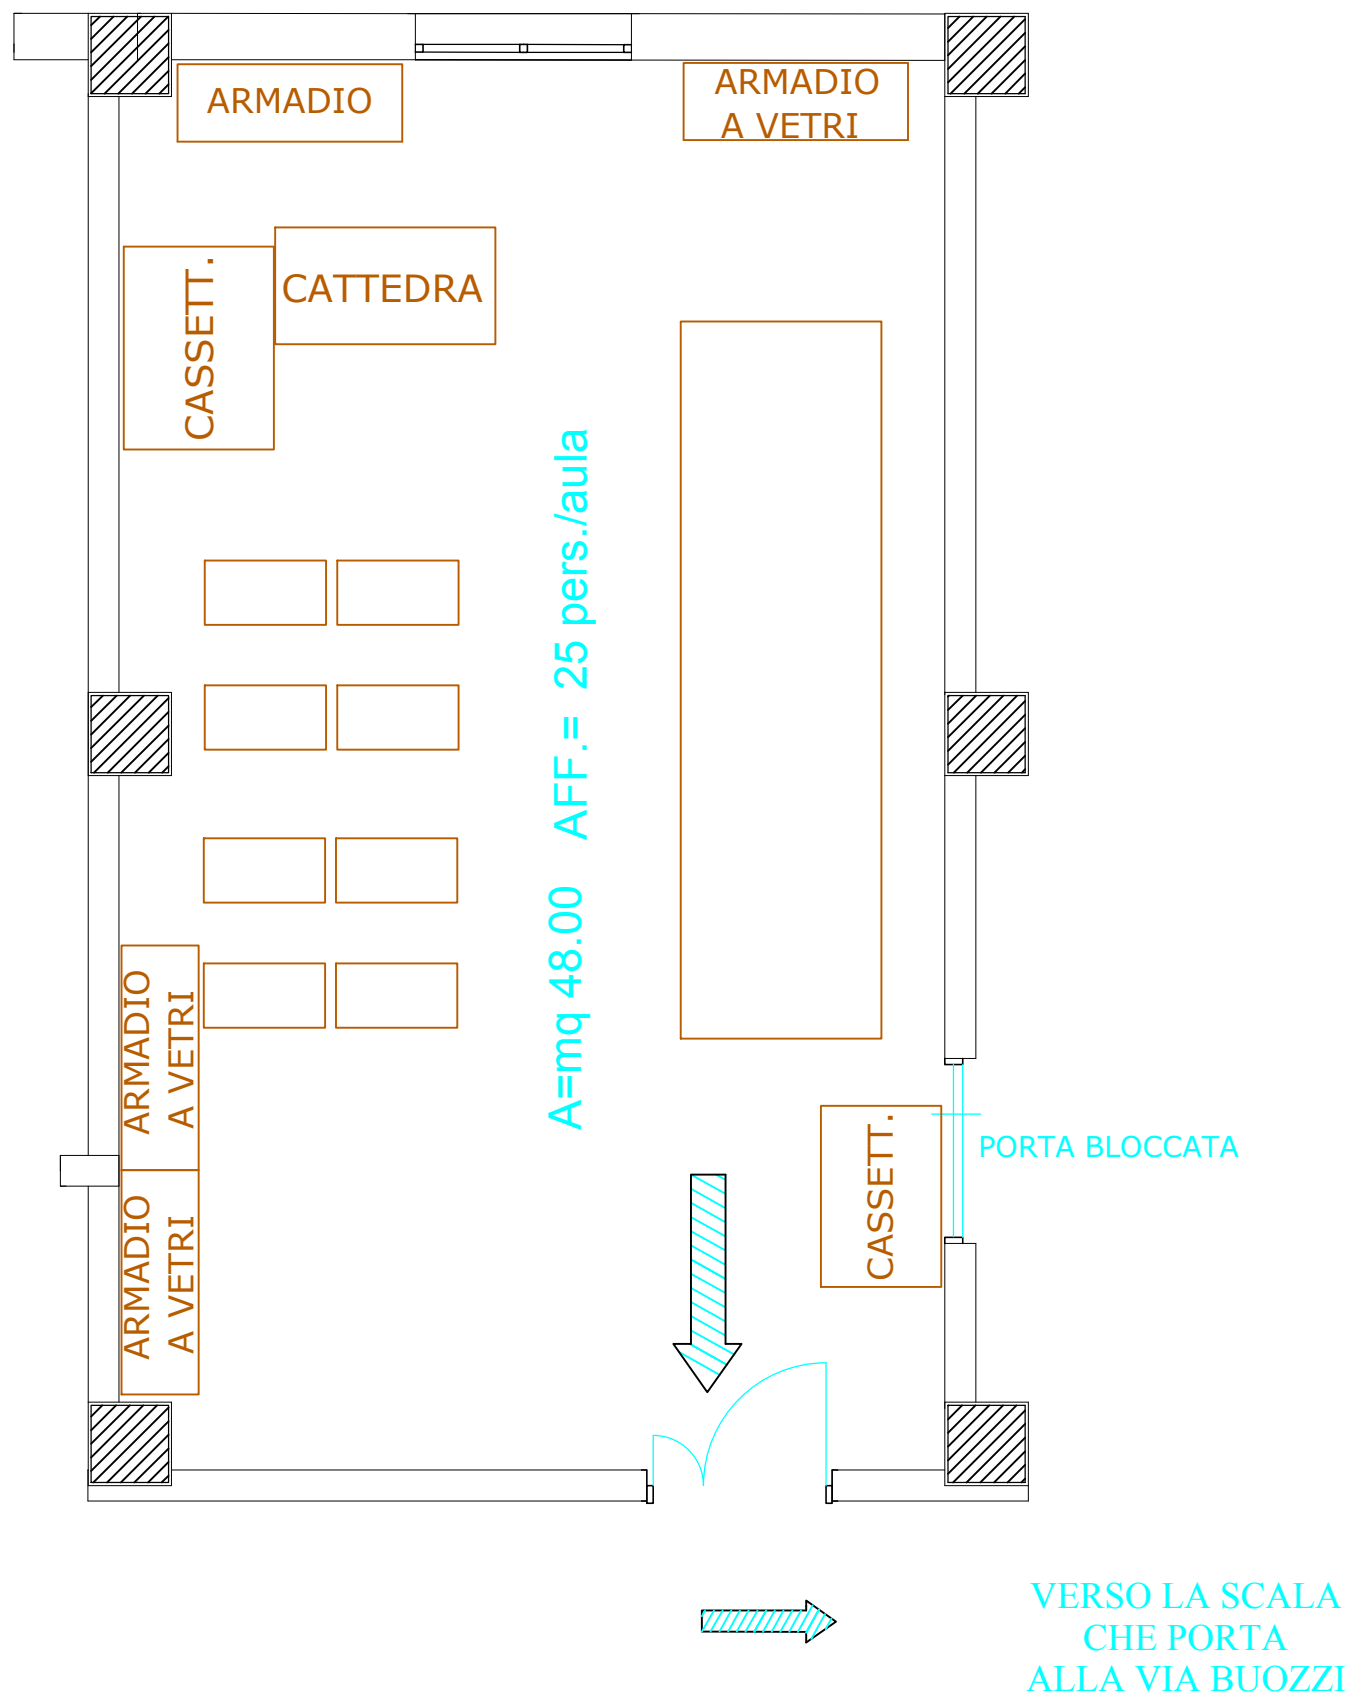 ARMADIO
ARMADIO
A VETRI
CASSETT.
CATTEDRA
A=mq 48.00 AFF.= 25 pers./aula
ARMADIO
A VETRI
ARMADIO
A VETRI
CASSETT.
PORTA BLOCCATA
VERSO LA SCALA
CHE PORTA
ALLA VIA BUOZZI